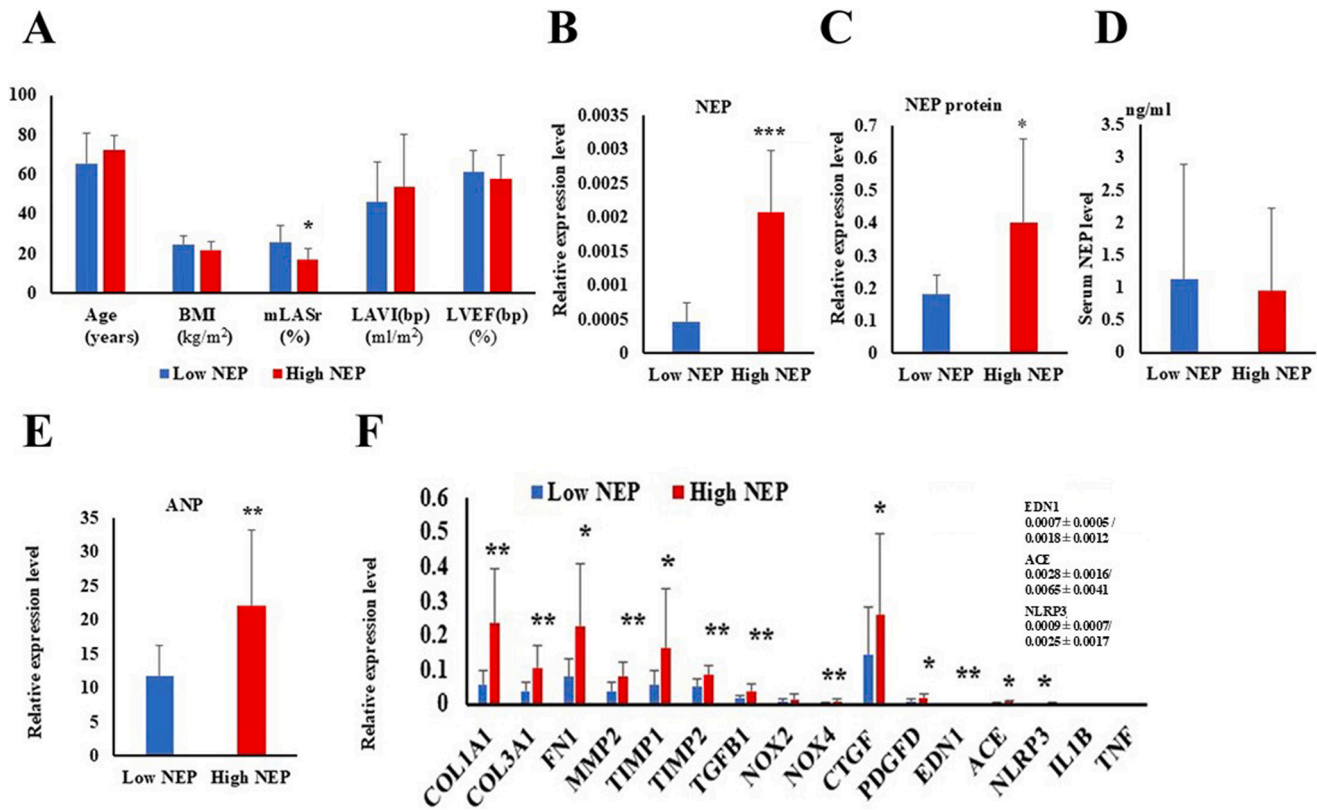 A
100
80
60
40
20
0
*
Age
(years)
BMI
(kg/m²)
mLASr
(%)
LAVI(bp)
(ml/m²)
LVEF(bp)
(%)
Low NEP High NEP
B
NEP
Relative expression level
0.0035
0.003
0.0025
0.002
0.0015
0.001
0.0005
0
***
Low NEP High NEP
C
NEP protein
Relative expression level
0.7
0.6
0.5
0.4
0.3
0.2
0.1
0
*
Low NEP High NEP
D
ng/ml
Serum NEP level
3.5
3
2.5
2
1.5
1
0.5
0
Low NEP High NEP
E
ANP
Relative expression level
35
30
25
20
15
10
5
0
**
Low NEP High NEP
F
Low NEP High NEP
Relative expression level
0.6
0.5
0.4
0.3
0.2
0.1
0
** ** * ** * ** ** ** * * ** * *
COL1A1
COL3A1
FN1
MMP2
TIMP1
TIMP2
TGFB1
NOX2
NOX4
CTGF
PDGFD
EDN1
ACE
NLRP3
IL1B
TNF
EDN1
0.0007 ± 0.0005 /
0.0018 ± 0.0012
ACE
0.0028 ± 0.0016/
0.0065 ± 0.0041
NLRP3
0.0009 ± 0.0007/
0.0025 ± 0.0017